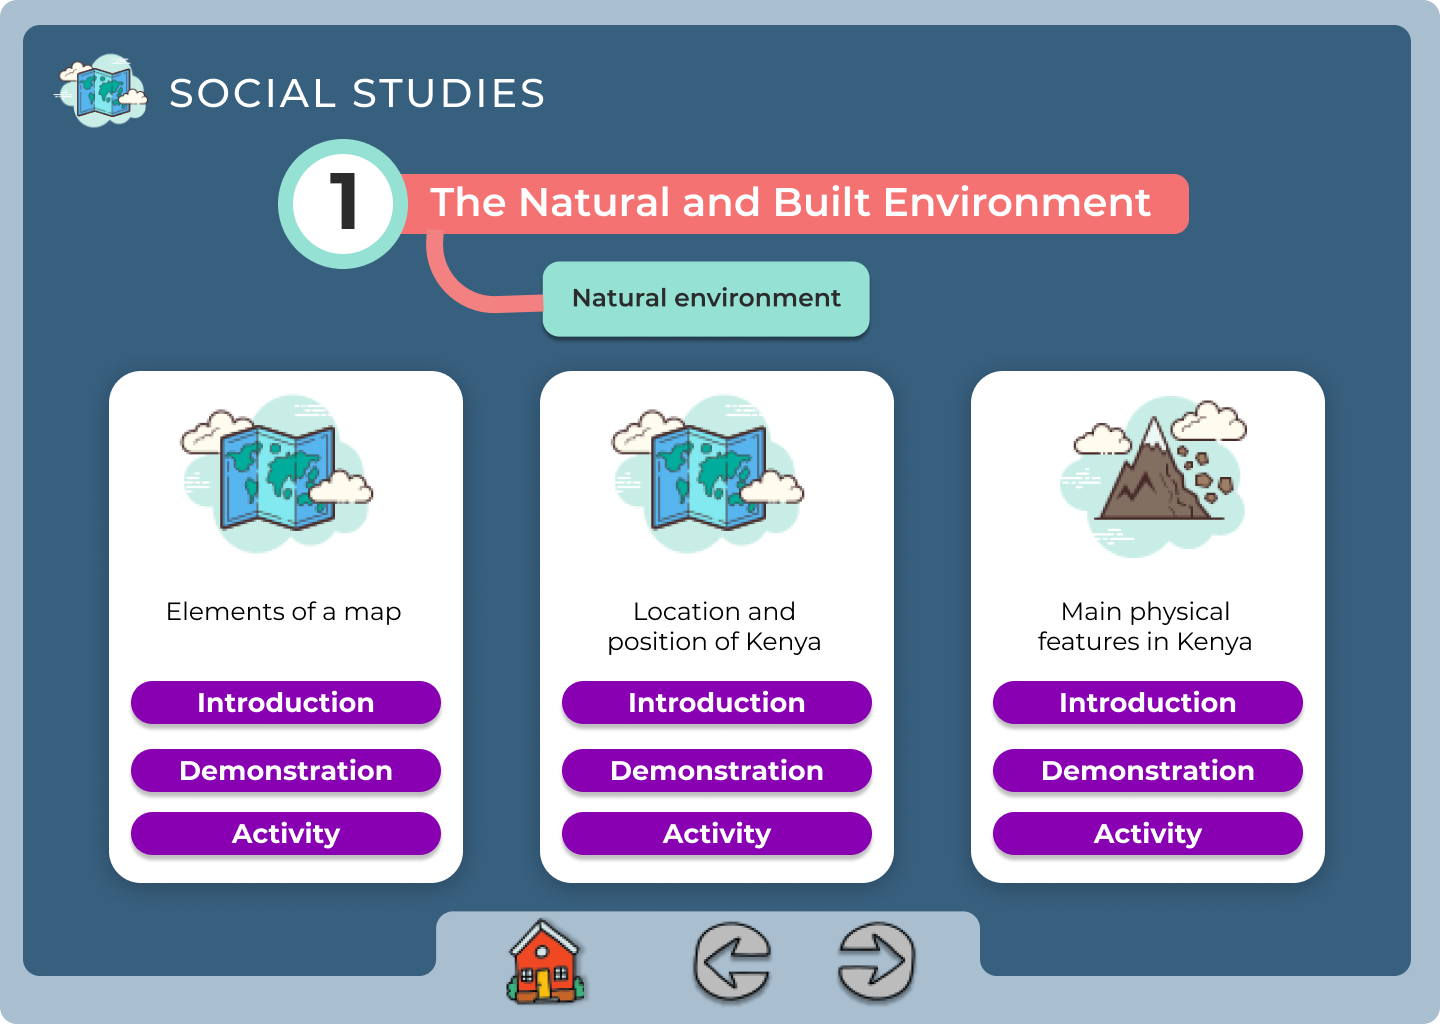 SOCIAL STUDIES
1
The Natural and Built Environment
Natural environment
Elements of a map
Introduction
Demonstration
Activity
Location and
position of Kenya
Introduction
Demonstration
Activity
Main physical
features in Kenya
Introduction
Demonstration
Activity